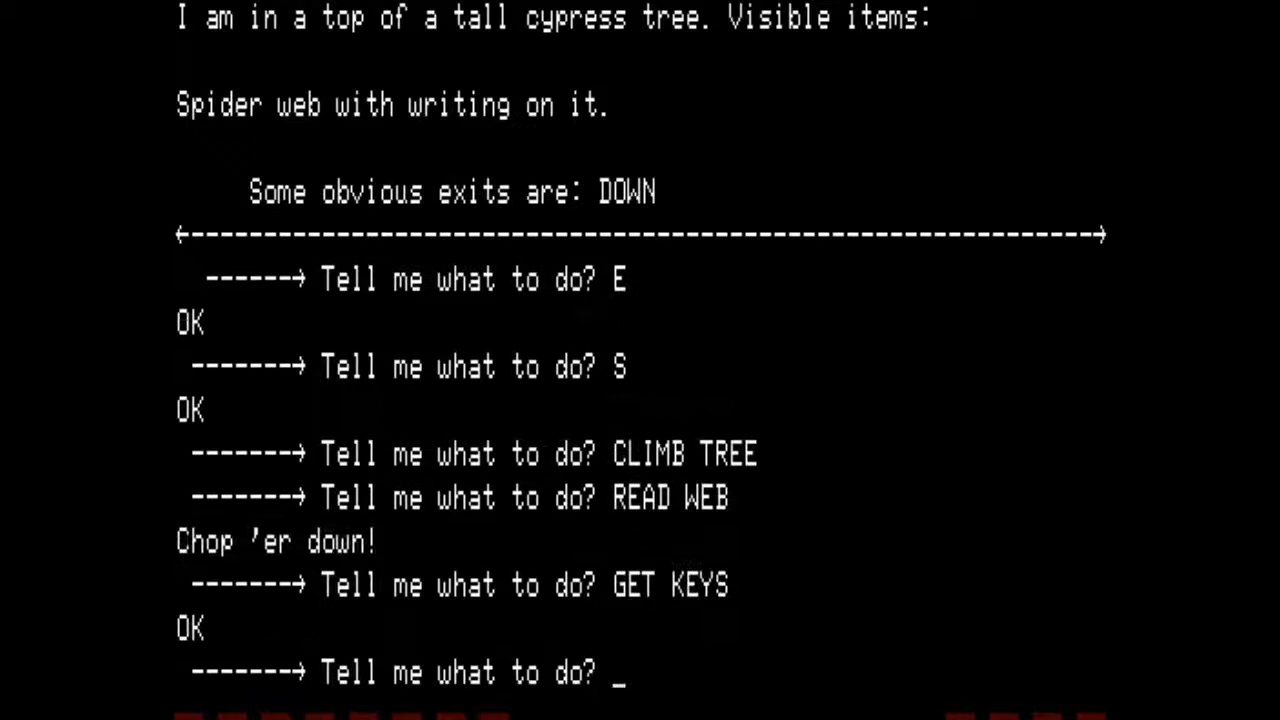 I am in a top of a tall cypress tree. Visible items:
Spider web with writing on it.
Some obvious exits are: DOWN
←---------------------------------------------------------------→
------→ Tell me what to do? E
OK
-------→ Tell me what to do? S
OK
-------→ Tell me what to do? CLIMB TREE
-------→ Tell me what to do? READ WEB
Chop 'er down!
-------→ Tell me what to do? GET KEYS
OK
-------→ Tell me what to do? _